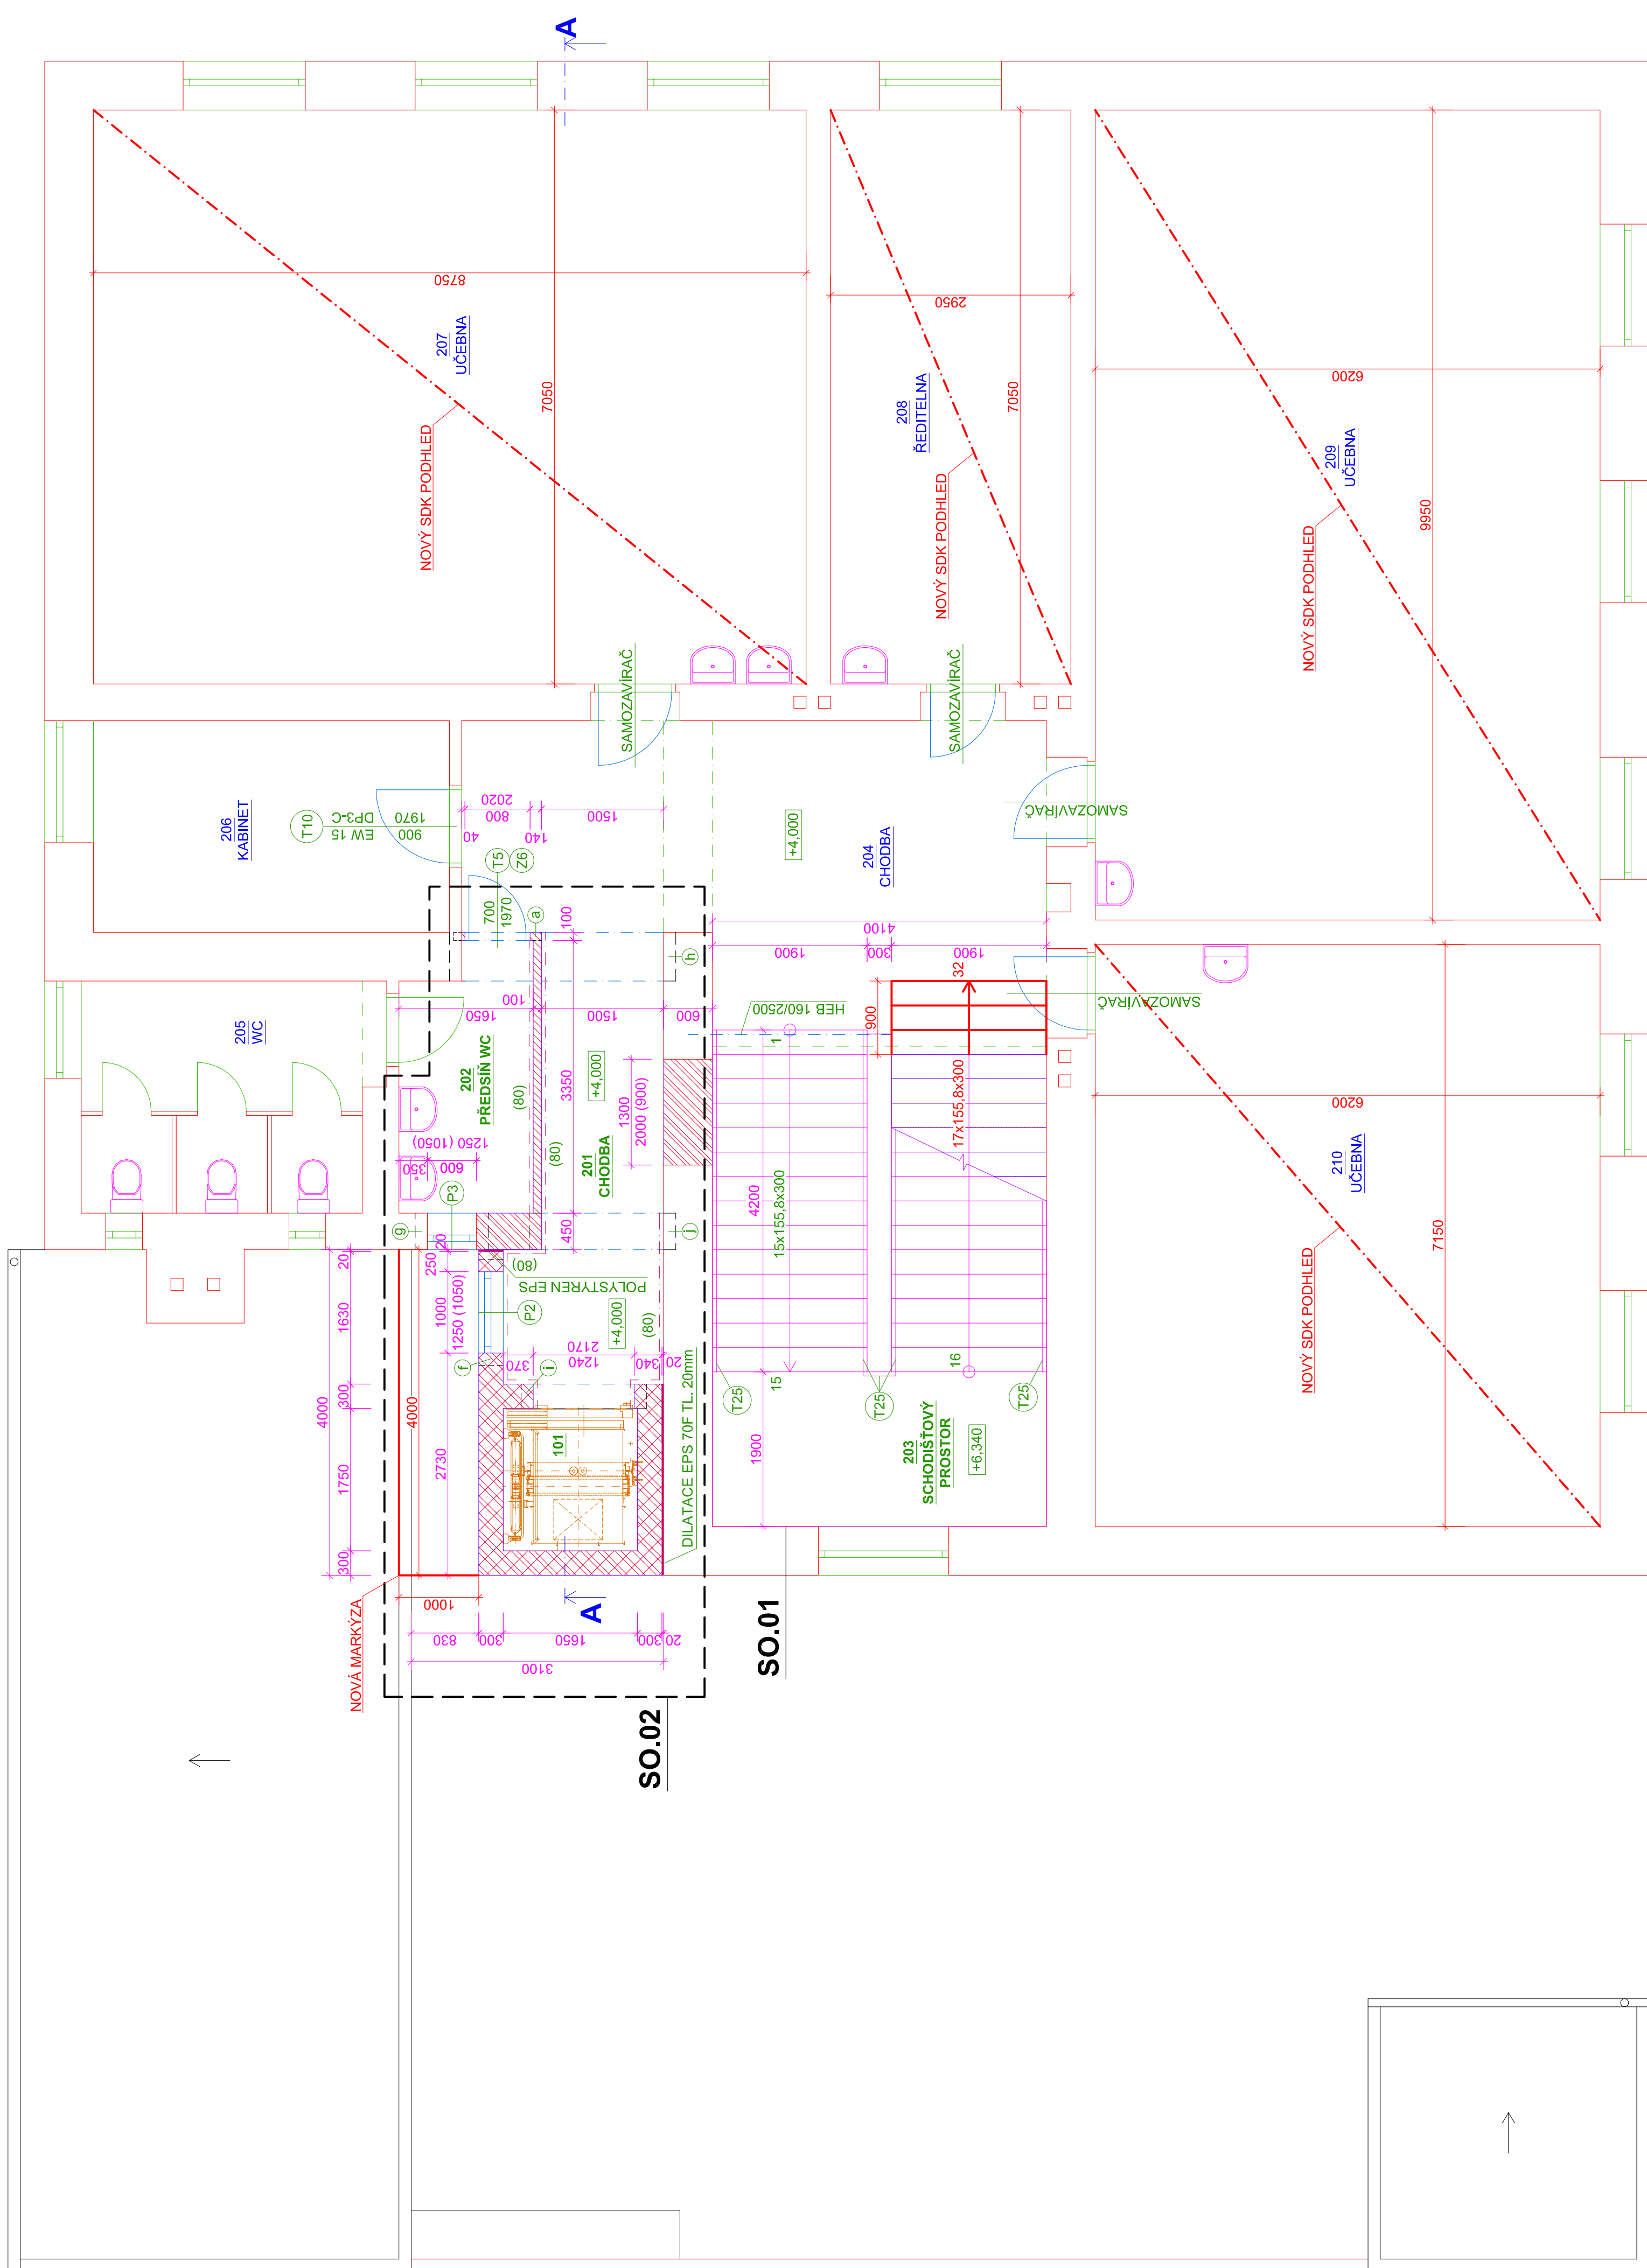 A
8750
207
UČEBNA
7050
NOVÝ SDK PODHLED
2950
208
ŘEDITELNA
7050
NOVÝ SDK PODHLED
6200
209
UČEBNA
9950
NOVÝ SDK PODHLED
SAMOZAVÍRAČ
SAMOZAVÍRAČ
SAMOZAVÍRAČ
SAMOZAVÍRAČ
206
KABINET
T10
900
1970
EW 15
DP3-C
40
800
2020
140
1500
T5
Z6
700
1970
a
100
h
+4,000
204
CHODBA
4100
1900
300
1900
205
WC
1650
100
1500
600
202
PŘEDSÍŇ WC
(80)
3350
+4,000
1300
2000 (900)
(80)
201
CHODBA
350
600
1250 (1050)
P3
g
450
j
HEB 160/2500
900
32
1
17x155,8x300
4200
15x155,8x300
15
16
T25
T25
T25
1900
203
SCHODIŠŤOVÝ
PROSTOR
+6,340
6200
210
UČEBNA
7150
NOVÝ SDK PODHLED
20
250
20
(80)
POLYSTYREN EPS
1630
1000
1250 (1050)
P2
+4,000
(80)
f
i
370
1240
2170
340
20
4000
300
4000
1750
2730
300
101
DILATACE EPS 70F TL. 20mm
NOVÁ MARKÝZA
1000
A
830
300
1650
300
20
3100
SO.01
SO.02